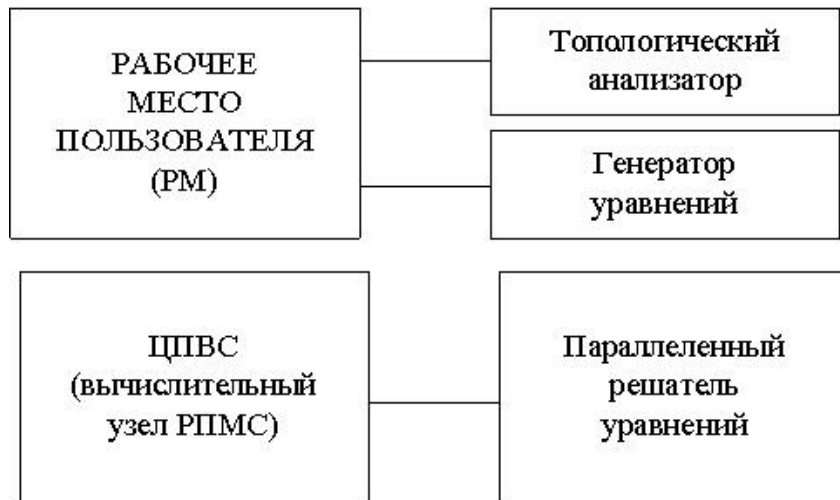 РАБОЧЕЕ
МЕСТО
ПОЛЬЗОВАТЕЛЯ
(РМ)
Топологический
анализатор
Генератор
уравнений
ЦПВС
(вычислительный
узел РПМС)
Параллеленный
решатель
уравнений